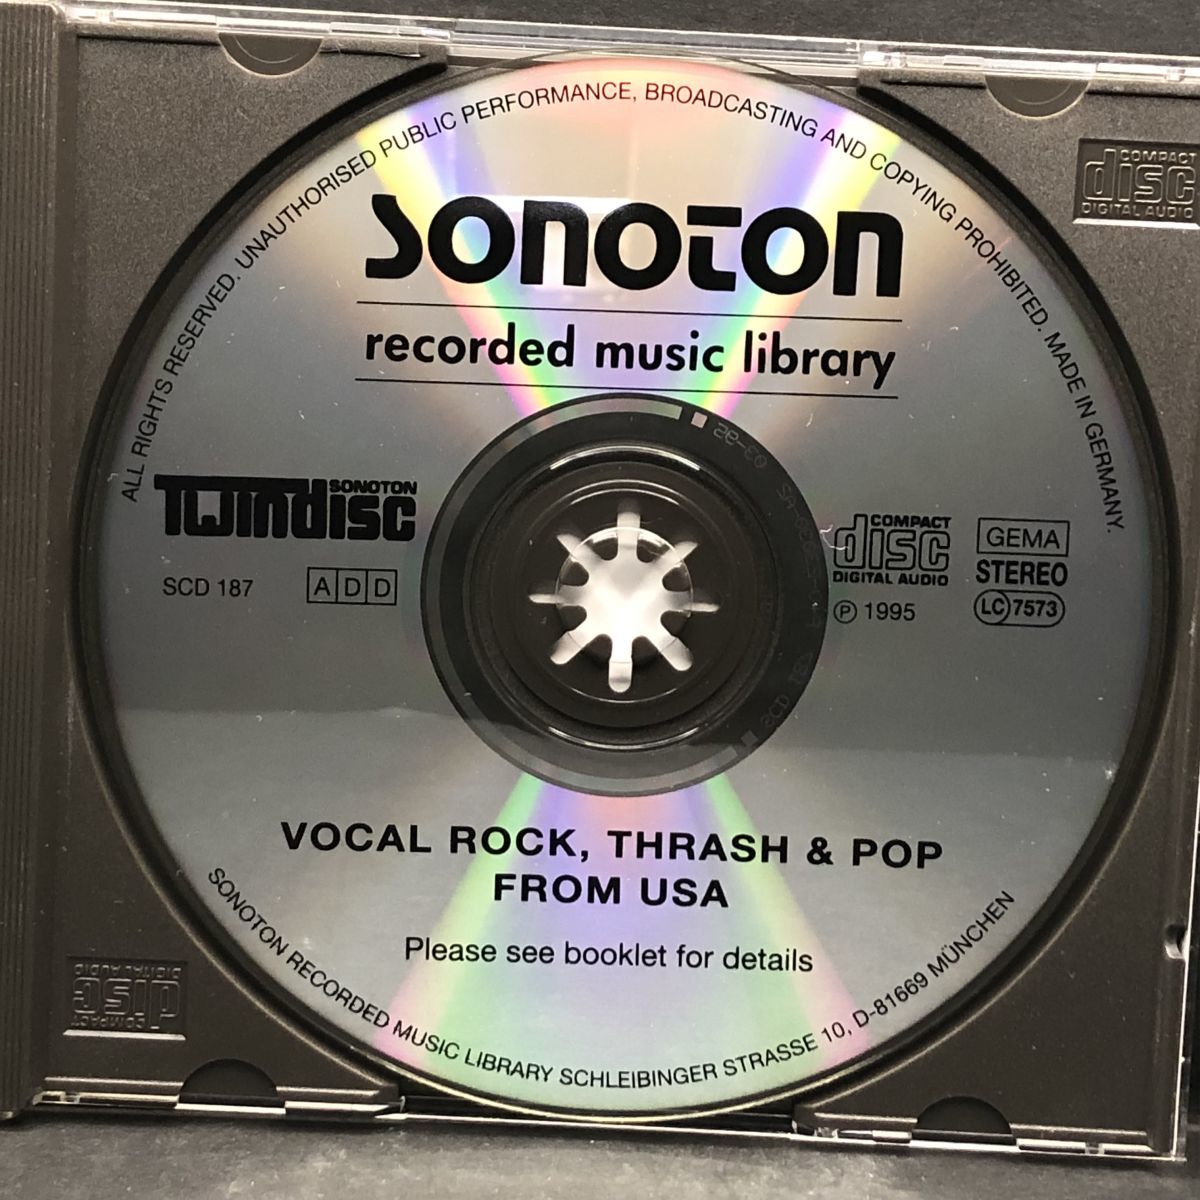 ALL RIGHTS RESERVED. UNAUTHORISED PUBLIC PERFORMANCE, BROADCASTING AND COPYING PROHIBITED. MADE IN GERMANY.
SONOTON
recorded music library
SONOTON
TWINDISC
SCD 187
ADD
COMPACT
disc
DIGITAL AUDIO
GEMA
STEREO
℗ 1995
LC 7573
VOCAL ROCK, THRASH & POP
FROM USA
Please see booklet for details
SONOTON RECORDED MUSIC LIBRARY SCHLEIBINGER STRASSE 10, D-81669 MÜNCHEN
COMPACT
disc
DIGITAL AUDIO
COMPACT
disc
DIGITAL AUDIO